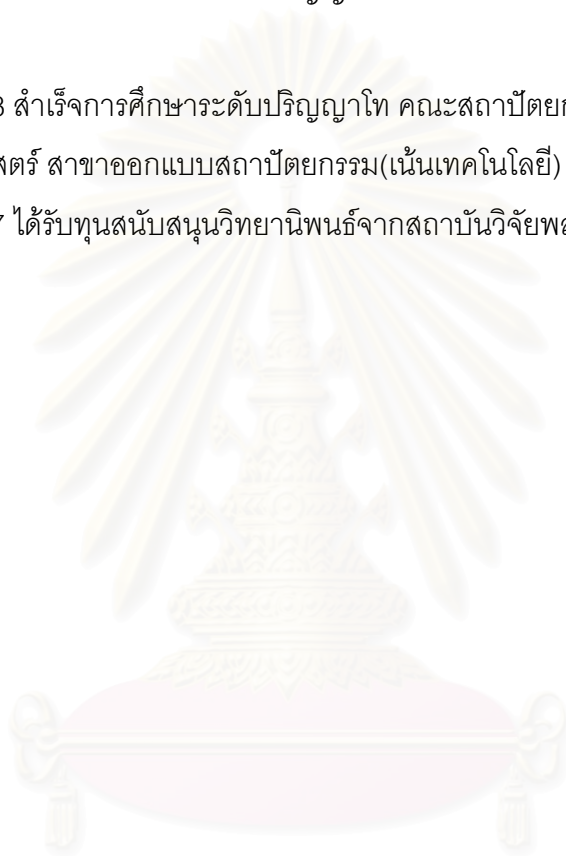 3 สำเร็จการศึกษาระดับปริญญาโท คณะสถาปัตย
สตร์ สาขาออกแบบสถาปัตยกรรม(เน้นเทคโนโลยี)
7 ได้รับทุนสนับสนุนวิทยานิพนธ์จากสถาบันวิจัยพล